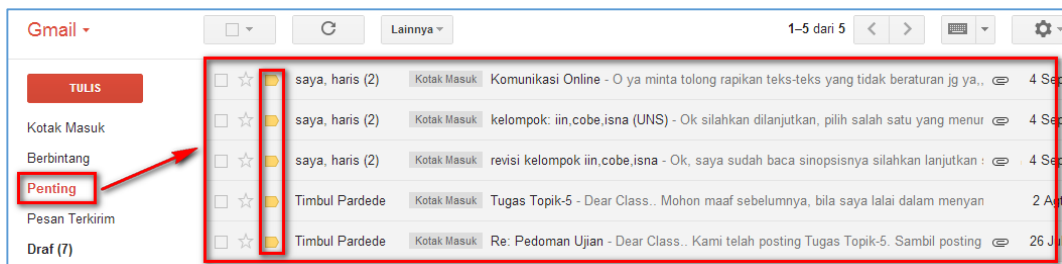 Gmail
Lainnya
1–5 dari 5
TULIS
Kotak Masuk
Berbintang
Penting
Pesan Terkirim
Draf (7)
saya, haris (2) Kotak Masuk Komunikasi Online - O ya minta tolong rapikan teks-teks yang tidak beraturan jg ya,, 4 Sep
saya, haris (2) Kotak Masuk kelompok: iin,cobe,isna (UNS) - Ok silahkan dilanjutkan, pilih salah satu yang menur 4 Sep
saya, haris (2) Kotak Masuk revisi kelompok iin,cobe,isna - Ok, saya sudah baca sinopsisnya silahkan lanjutkan 4 Sep
Timbul Pardede Kotak Masuk Tugas Topik-5 - Dear Class.. Mohon maaf sebelumnya, bila saya lalai dalam menyan 2 Agt
Timbul Pardede Kotak Masuk Re: Pedoman Ujian - Dear Class.. Kami telah posting Tugas Topik-5. Sambil posting 26